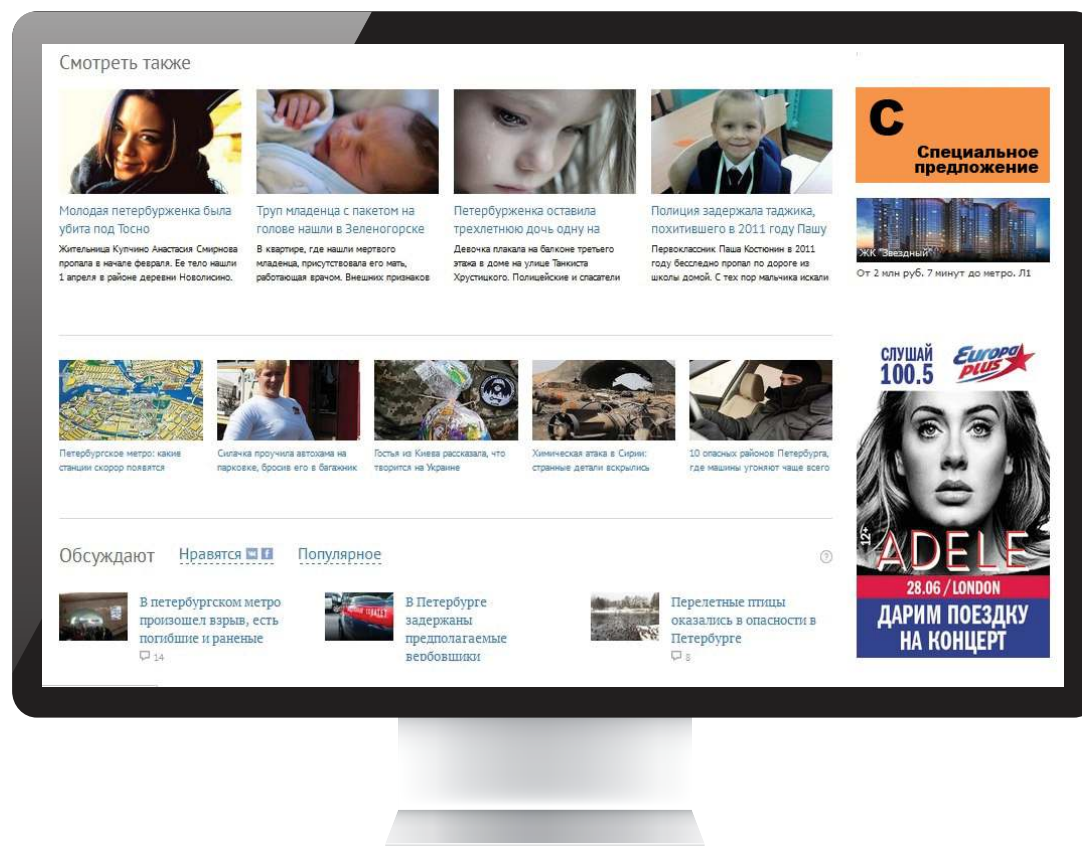 Смотреть также
Молодая петербурженка была
убита под Тосно
Жительница Купчино Анастасия Смирнова
пропала в начале февраля. Ее тело нашли
1 апреля в районе деревни Новолисино.
Труп младенца с пакетом на
голове нашли в Зеленогорске
В квартире, где нашли мертвого
младенца, присутствовала его мать,
работающая врачом. Внешних признаков
Петербурженка оставила
трехлетнюю дочь одну на
Девочка плакала на балконе третьего
этажа в доме на улице Танкиста
Хрустицкого. Полицейские и спасатели
Полиция задержала таджика,
похитившего в 2011 году Пашу
Первоклассник Паша Костюнин в 2011
году бесследно пропал по дороге из
школы домой. С тех пор мальчика искали
С
Специальное
предложение
ЖК "Звездный"
От 2 млн руб. 7 минут до метро. Л1
Петербургское метро: какие
станции скорор появятся
Силачка проучила автохама на
парковке, бросив его в багажник
Гостья из Киева рассказала, что
творится на Украине
Химическая атака в Сирии:
странные детали вскрылись
10 опасных районов Петербурга,
где машины угоняют чаще всего
СЛУШАЙ
100.5
Европа
PLUS
12+
ADELE
28.06 / LONDON
ДАРИМ ПОЕЗДКУ
НА КОНЦЕРТ
Обсуждают Нравятся Популярное
В петербургском метро
произошел взрыв, есть
погибшие и раненые
14
В Петербурге
задержаны
предполагаемые
вербовщики
Перелетные птицы
оказались в опасности в
Петербурге
8